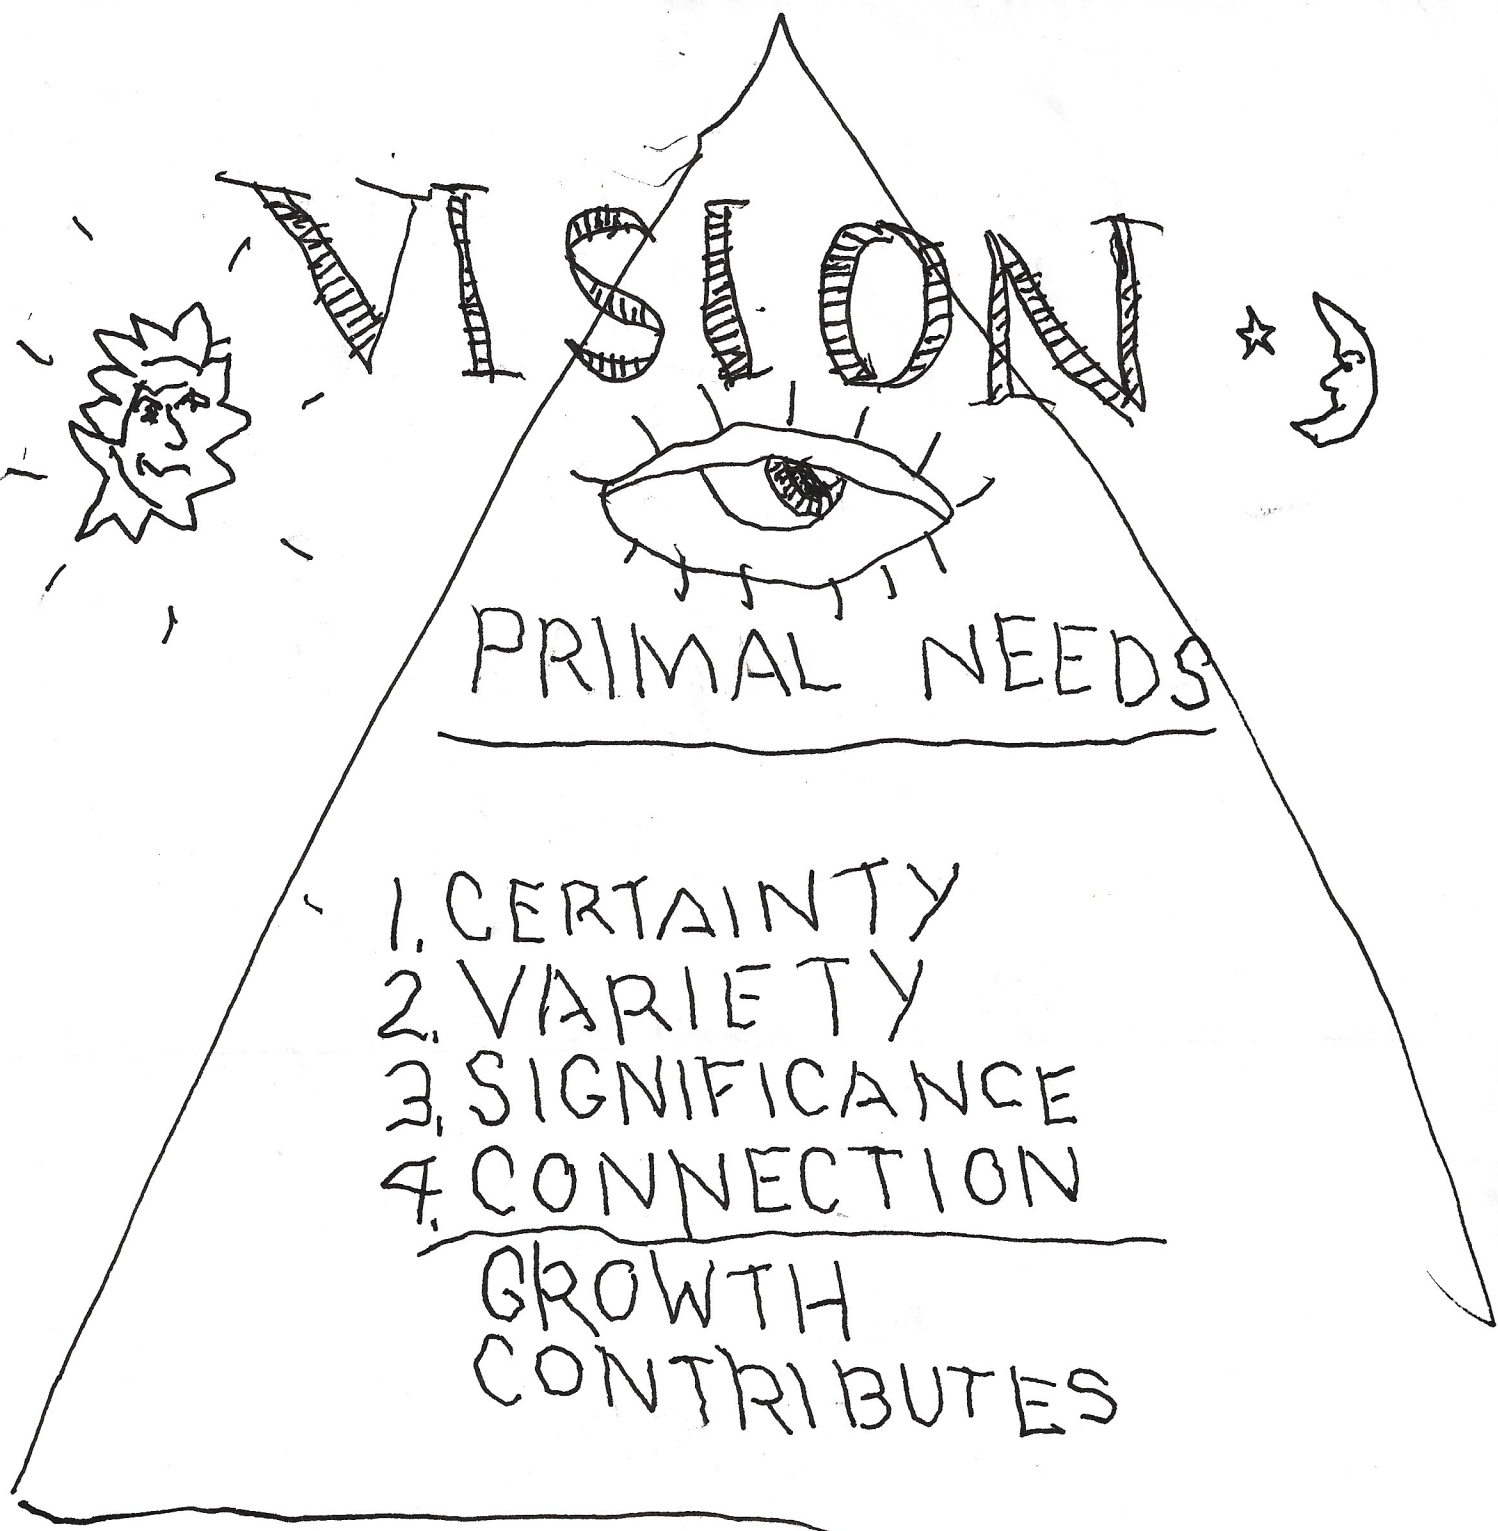 VISION
PRIMAL NEEDS
1. CERTAINTY
2. VARIETY
3. SIGNIFICANCE
4. CONNECTION
GROWTH
CONTRIBUTES